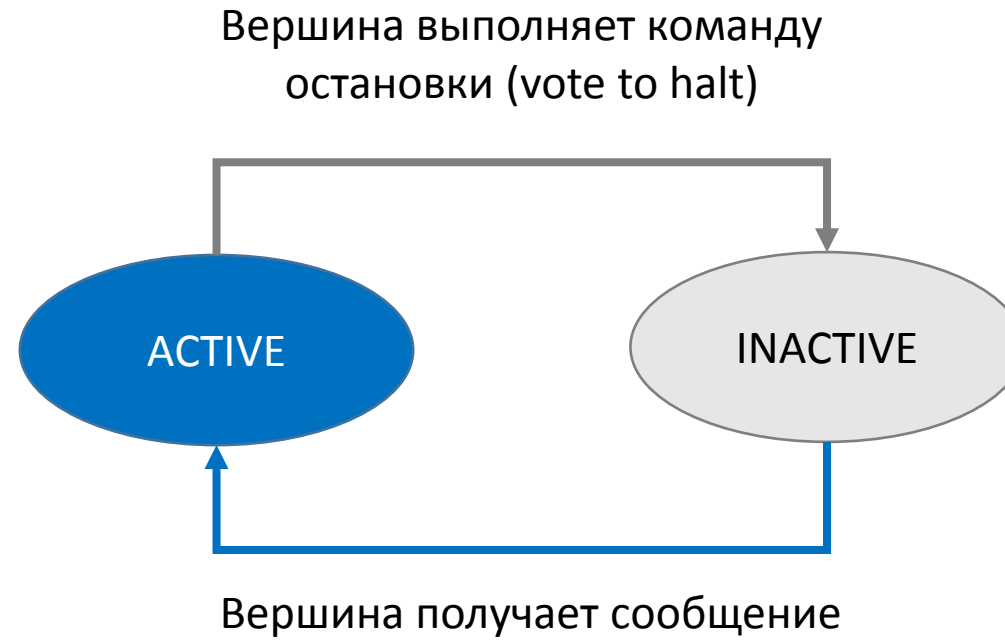 Вершина выполняет команду
остановки (vote to halt)
ACTIVE
INACTIVE
Вершина получает сообщение